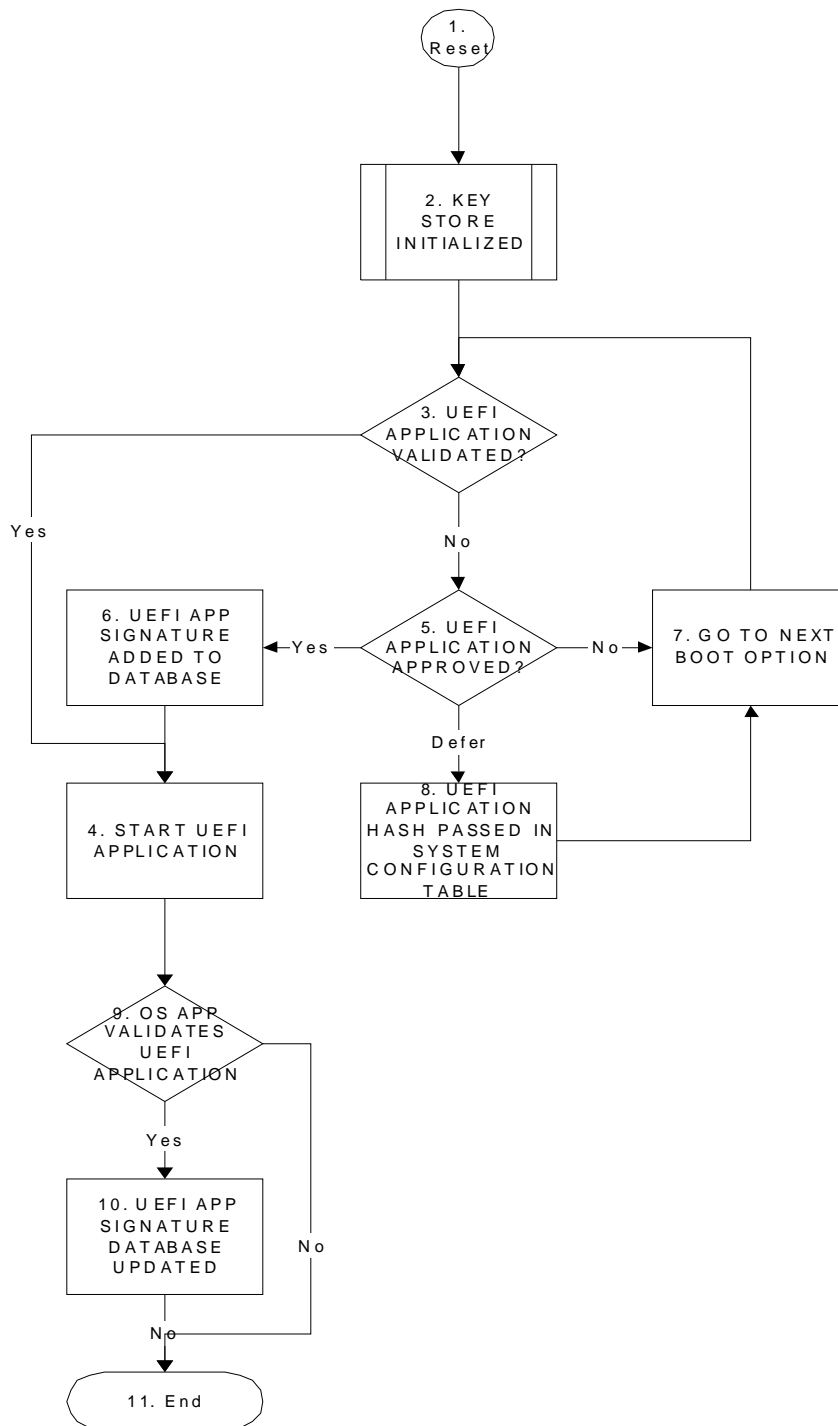 1.
Reset
2. KEY
STORE
INITIALIZED
3. UEFI
APPLICATION
VALIDATED?
Yes
No
6. UEFI APP
SIGNATURE
ADDED TO
DATABASE
Yes
5. UEFI
APPLICATION
APPROVED?
No
7. GO TO NEXT
BOOT OPTION
Defer
4. START UEFI
APPLICATION
8. UEFI
APPLICATION
HASH PASSED IN
SYSTEM
CONFIGURATION
TABLE
9. OS APP
VALIDATES
UEFI
APPLICATION
Yes
10. UEFI APP
SIGNATURE
DATABASE
UPDATED
No
No
11. End